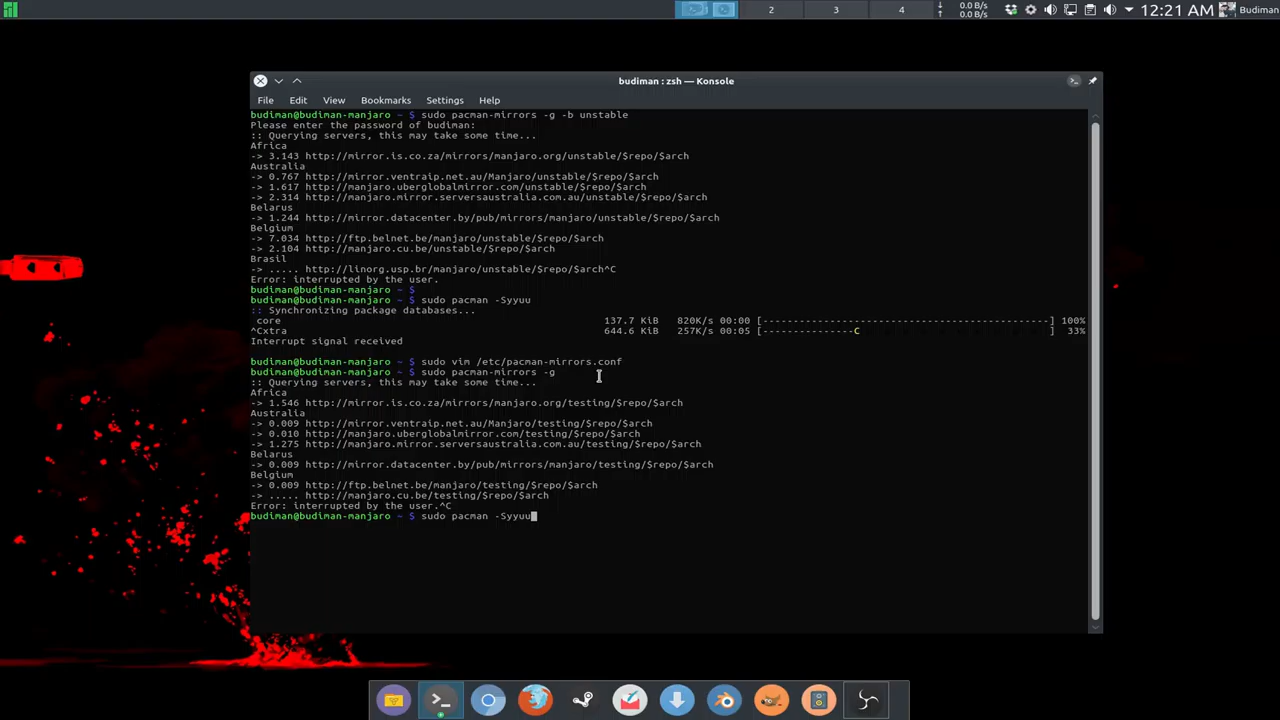 2 3 4 0.0 B/s 0.0 B/s 12:21 AM Budiman
budiman : zsh — Konsole
File Edit View Bookmarks Settings Help
budiman@budiman-manjaro ~ $ sudo pacman-mirrors -g -b unstable
Please enter the password of budiman:
:: Querying servers, this may take some time...
Africa
-> 3.143 http://mirror.is.co.za/mirrors/manjaro.org/unstable/$repo/$arch
Australia
-> 0.767 http://mirror.ventraip.net.au/Manjaro/unstable/$repo/$arch
-> 1.617 http://manjaro.uberglobalmirror.com/unstable/$repo/$arch
-> 2.314 http://manjaro.mirror.serversaustralia.com.au/unstable/$repo/$arch
Belarus
-> 1.244 http://mirror.datacenter.by/pub/mirrors/manjaro/unstable/$repo/$arch
Belgium
-> 7.034 http://ftp.belnet.be/manjaro/unstable/$repo/$arch
-> 2.104 http://manjaro.cu.be/unstable/$repo/$arch
Brasil
-> ..... http://linorg.usp.br/manjaro/unstable/$repo/$arch^C
Error: interrupted by the user.
budiman@budiman-manjaro ~ $
budiman@budiman-manjaro ~ $ sudo pacman -Syyuu
:: Synchronizing package databases...
core 137.7 KiB 820K/s 00:00 [----------------------------------------------] 100%
^Cxtra 644.6 KiB 257K/s 00:05 [---------------C ] 33%
Interrupt signal received
budiman@budiman-manjaro ~ $ sudo vim /etc/pacman-mirrors.conf
budiman@budiman-manjaro ~ $ sudo pacman-mirrors -g
:: Querying servers, this may take some time...
Africa
-> 1.546 http://mirror.is.co.za/mirrors/manjaro.org/testing/$repo/$arch
Australia
-> 0.009 http://mirror.ventraip.net.au/Manjaro/testing/$repo/$arch
-> 0.010 http://manjaro.uberglobalmirror.com/testing/$repo/$arch
-> 1.275 http://manjaro.mirror.serversaustralia.com.au/testing/$repo/$arch
Belarus
-> 0.009 http://mirror.datacenter.by/pub/mirrors/manjaro/testing/$repo/$arch
Belgium
-> 0.009 http://ftp.belnet.be/manjaro/testing/$repo/$arch
-> ..... http://manjaro.cu.be/testing/$repo/$arch
Error: interrupted by the user.^C
budiman@budiman-manjaro ~ $ sudo pacman -Syyuu